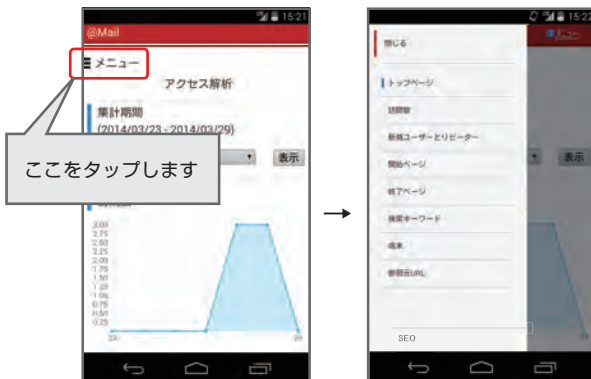 15:21
@Mail
メニュー
アクセス解析
集計期間
(2014/03/23 - 2014/03/29)
表示
ここをタップします
3.00
2.75
2.50
2.25
2.00
1.75
1.50
1.25
1.00
0.75
0.50
0.25
23
29
→
15:22
閉じる
メニュー
トップページ
訪問数
新規ユーザーとリピーター
開始ページ
終了ページ
検索キーワード
端末
参照元URL
表示
SEO
29